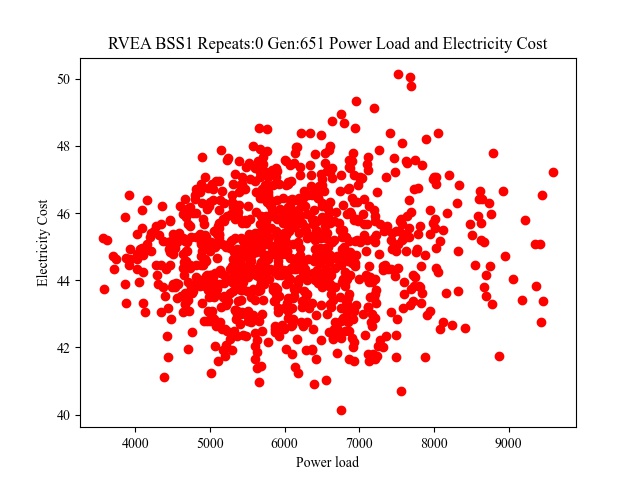 RVEA BSS1 Repeats:0 Gen:651 Power Load and Electricity Cost
50
48
46
44
42
40
Electricity Cost
4000 5000 6000 7000 8000 9000
Power load